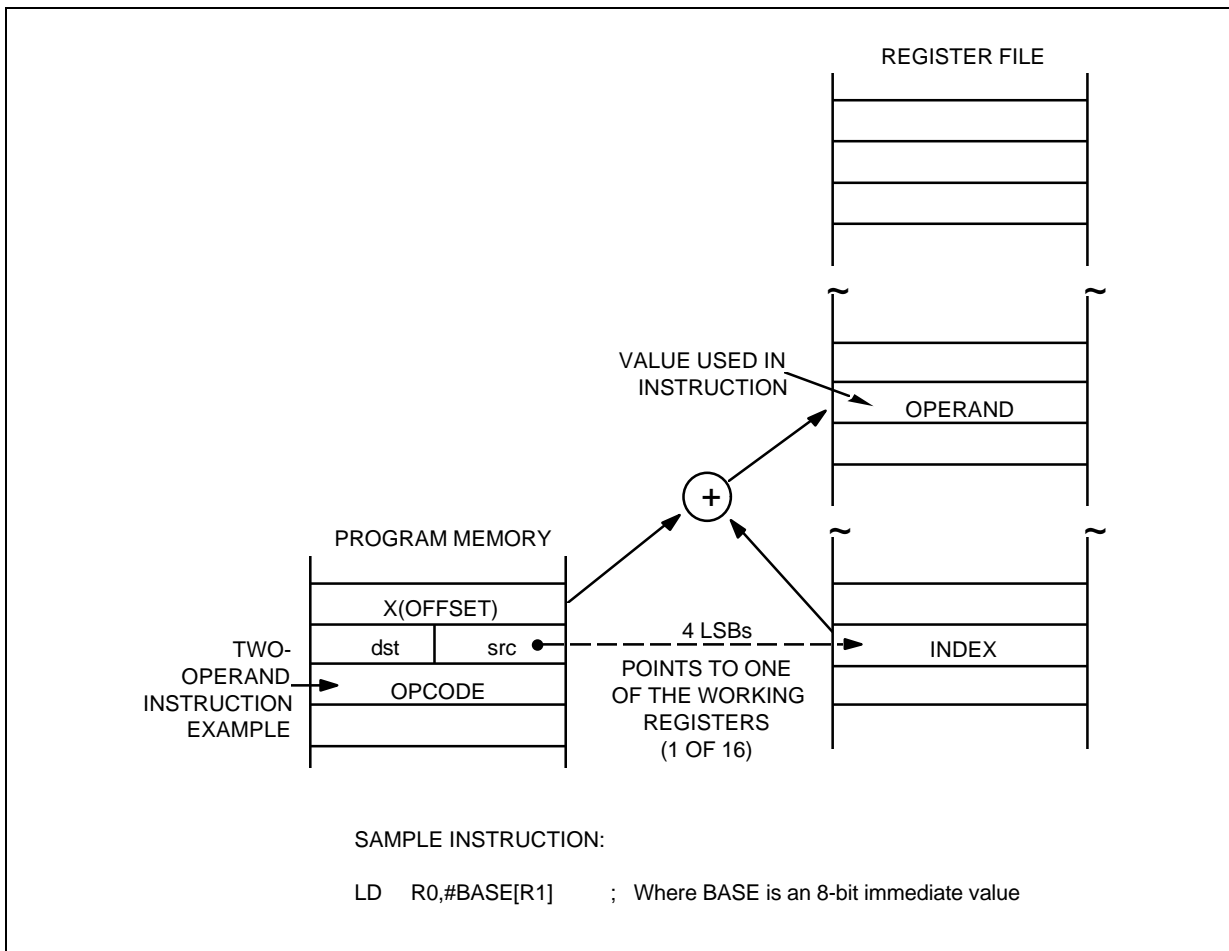 REGISTER FILE
~ ~
VALUE USED IN
INSTRUCTION
OPERAND
+
~ ~
PROGRAM MEMORY
X(OFFSET)
dst src
4 LSBs
INDEX
TWO-
OPERAND
INSTRUCTION
EXAMPLE
OPCODE
POINTS TO ONE
OF THE WORKING
REGISTERS
(1 OF 16)
SAMPLE INSTRUCTION:
LD R0,#BASE[R1] ; Where BASE is an 8-bit immediate value